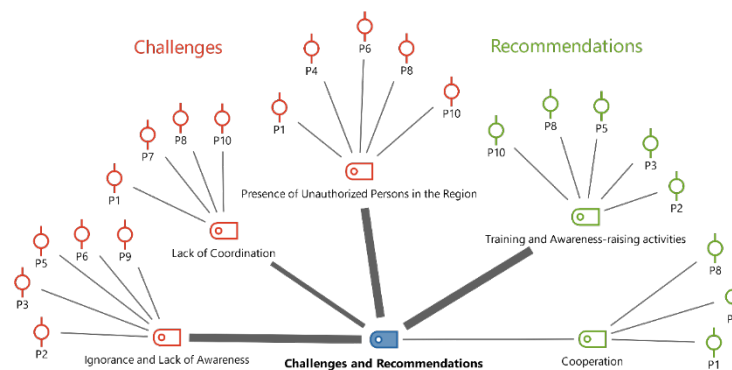 Challenges
Recommendations
P6
P4
P8
P1
P10
P7
P8
P10
P1
P10
P8
P5
P3
P2
Presence of Unauthorized Persons in the Region
Lack of Coordination
Training and Awareness-raising activities
P5
P6
P9
P3
P2
P8
P1
Ignorance and Lack of Awareness
Challenges and Recommendations
Cooperation